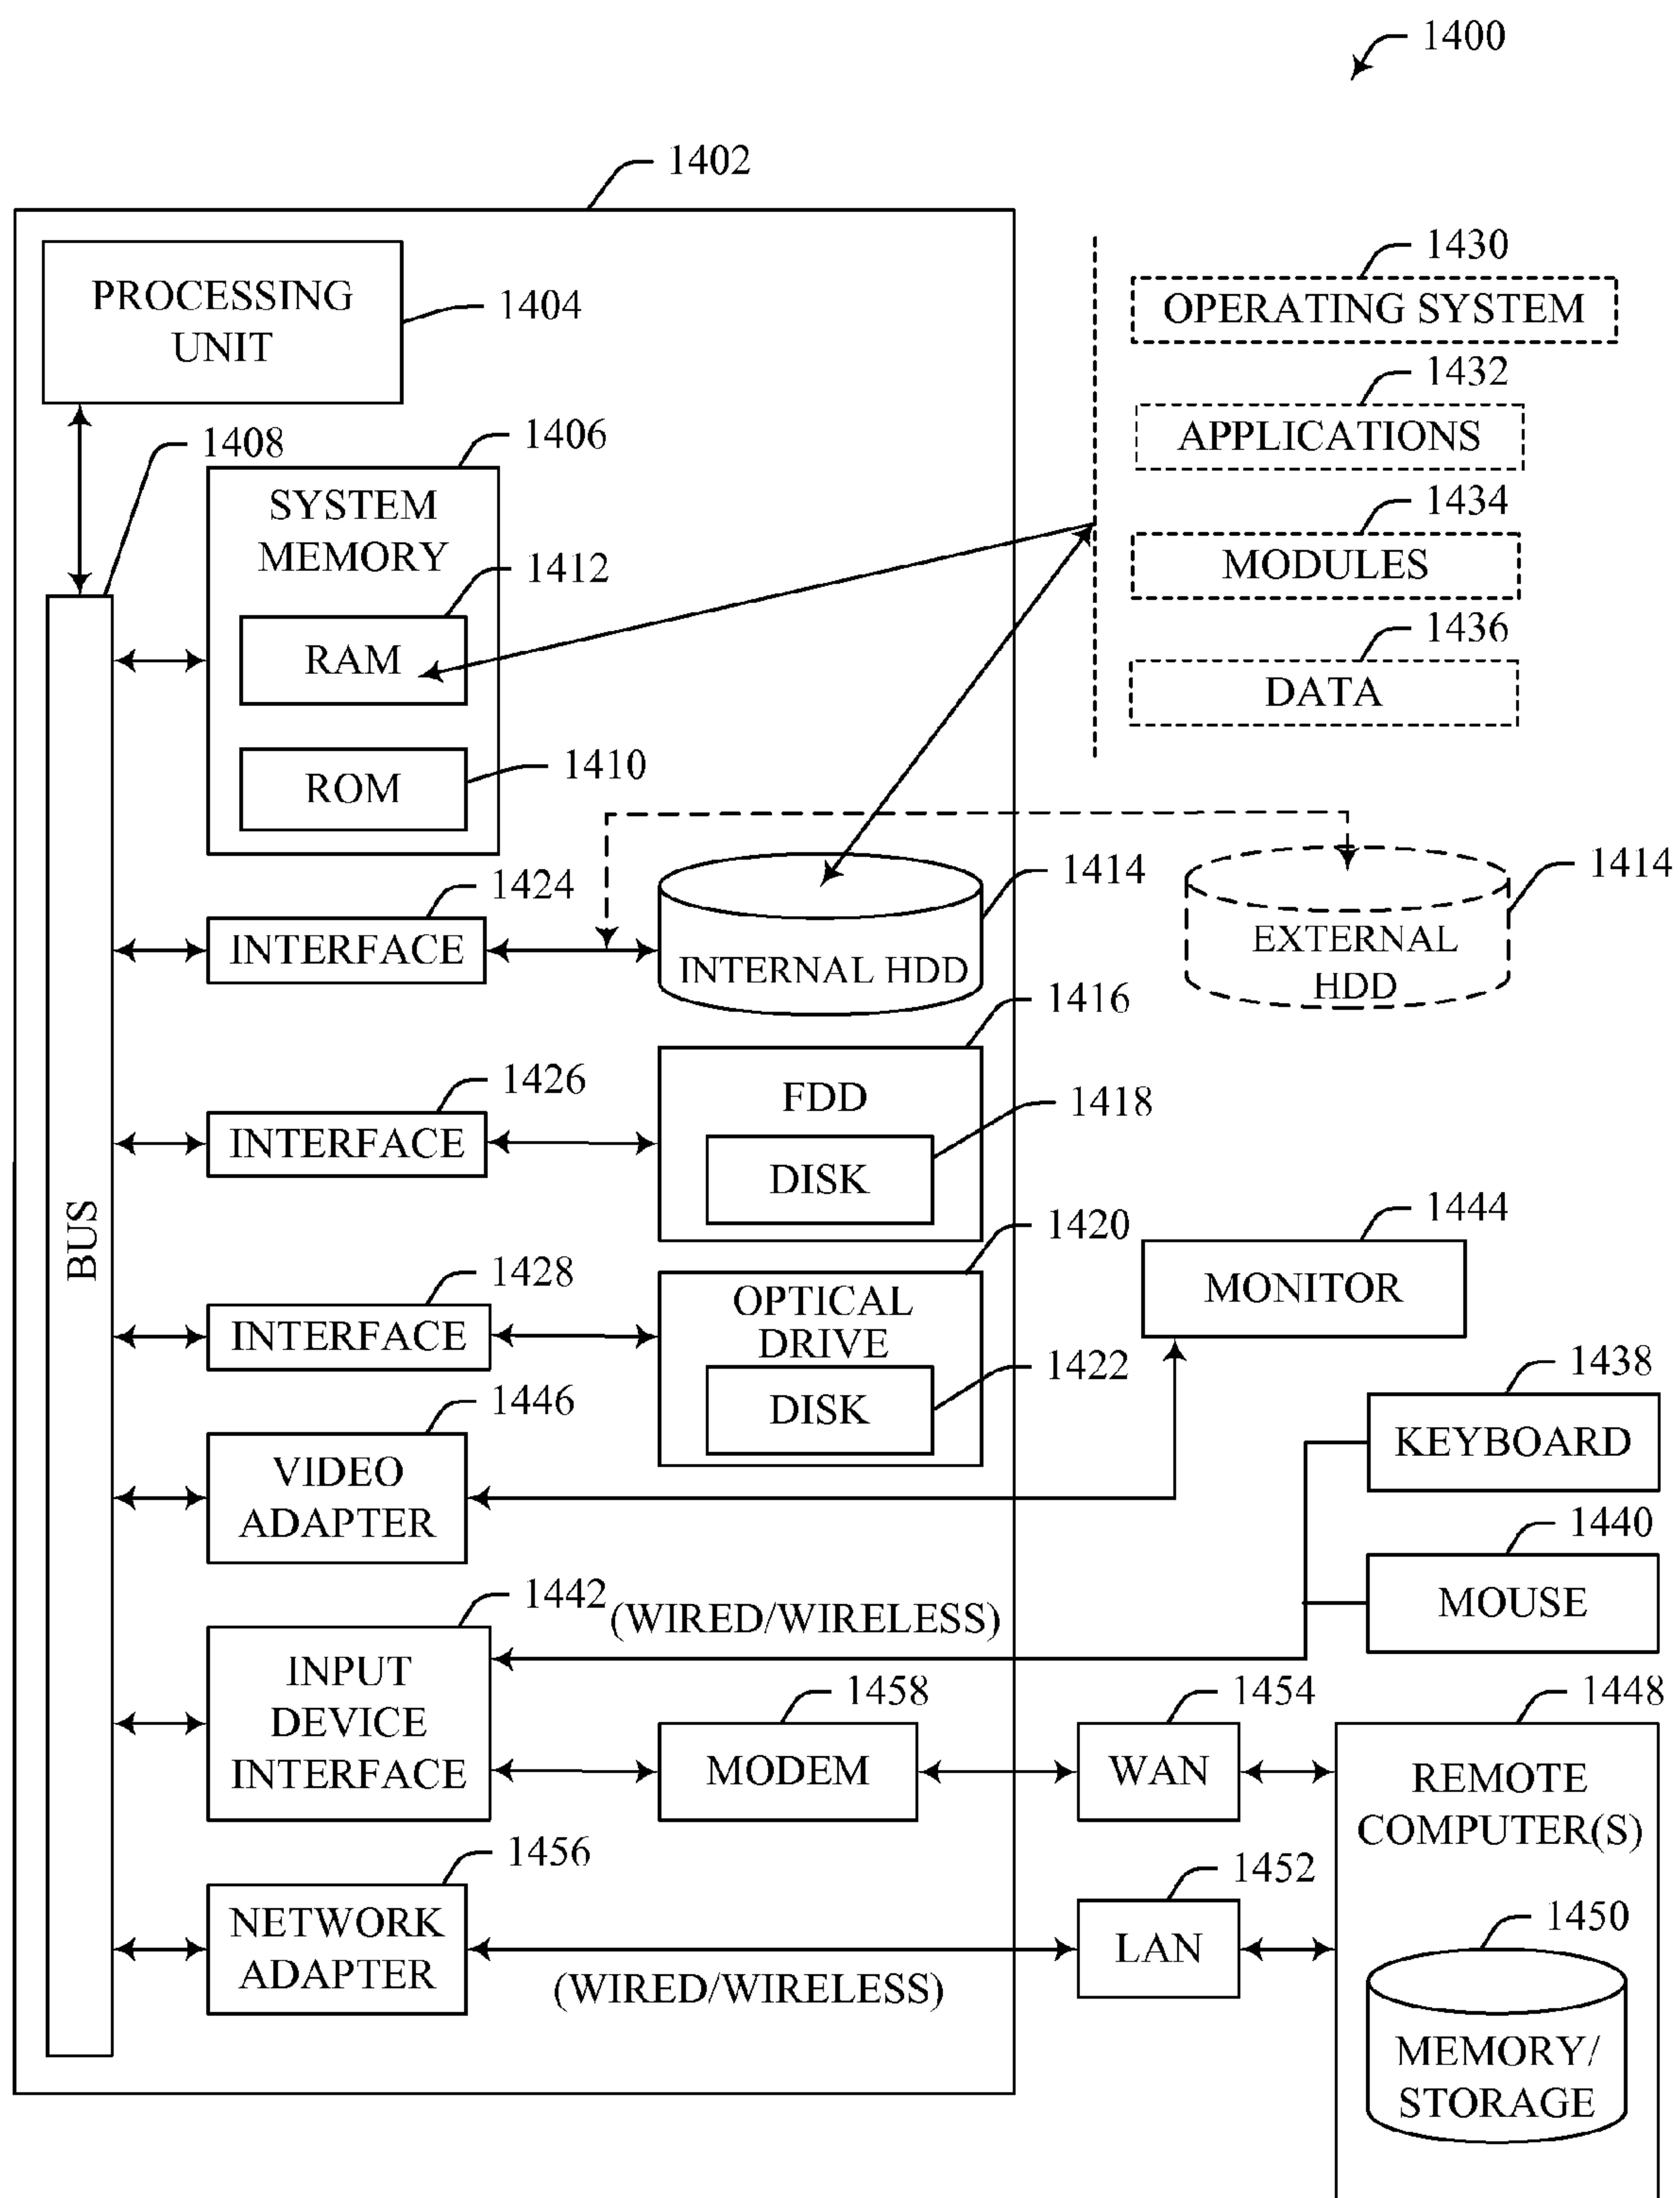 1400
1402
PROCESSING
UNIT
1404
1430
OPERATING SYSTEM
1432
APPLICATIONS
1434
MODULES
1436
DATA
1408
1406
SYSTEM
MEMORY
1412
RAM
1410
ROM
1424
INTERFACE
1414
INTERNAL HDD
1414
EXTERNAL
HDD
1416
FDD
1426
INTERFACE
1418
DISK
BUS
1420
OPTICAL
DRIVE
1428
INTERFACE
1422
DISK
1444
MONITOR
1446
VIDEO
ADAPTER
1438
KEYBOARD
1440
MOUSE
1442
(WIRED/WIRELESS)
INPUT
DEVICE
INTERFACE
1458
MODEM
1454
WAN
1448
REMOTE
COMPUTER(S)
1456
NETWORK
ADAPTER
(WIRED/WIRELESS)
1452
LAN
1450
MEMORY/
STORAGE